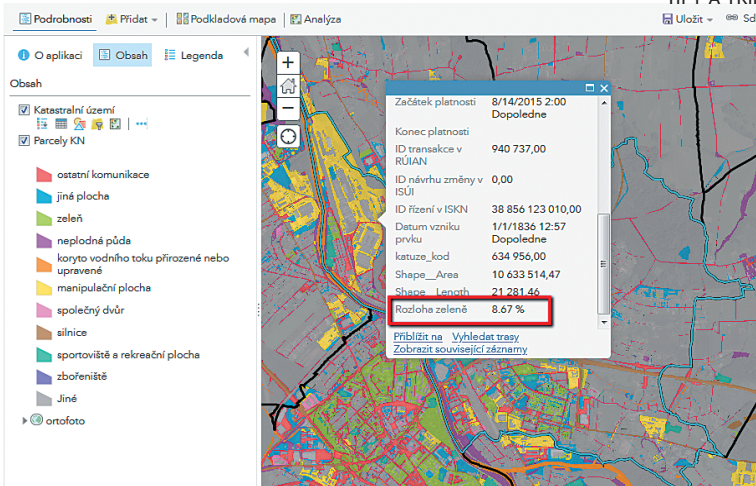 Podrobnosti Přidat Podkladová mapa Analýza Uložit Sd
O aplikaci Obsah Legenda
Obsah
Katastralní území
Parcely KN
ostatní komunikace
jiná plocha
zeleň
neplodná půda
koryto vodního toku přirozené nebo
upravené
manipulační plocha
společný dvůr
silnice
sportoviště a rekreační plocha
zbořeniště
Jiné
ortofoto
Začátek platnosti 8/14/2015 2:00
Dopoledne
Konec platnosti
ID transakce v 940 737,00
RÚIAN
ID návrhu změny v 0,00
ISÚI
ID řízení v ISKN 38 856 123 010,00
Datum vzniku 1/1/1836 12:57
prvku Dopoledne
katuze_kod 634 956,00
Shape__Area 10 633 514,47
Shape__Length 21 281,46
Rozloha zeleně 8.67 %
Přiblížit na Vyhledat trasy
Zobrazit související záznamy